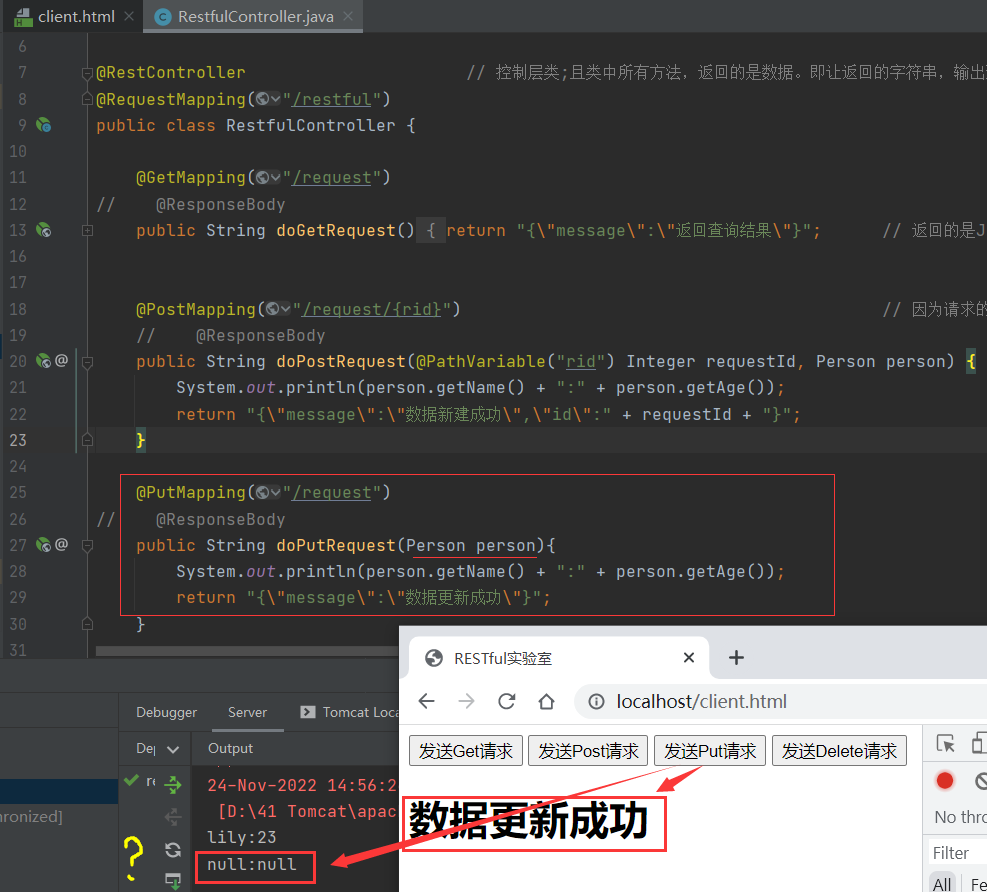 client.html
RestfulController.java
6
7 @RestController // 控制层类;且类中所有方法，返回的是数据。即让返回的字符串，输出
8 @RequestMapping("/restful")
9 public class RestfulController {
10
11 @GetMapping("/request")
12 // @ResponseBody
13 public String doGetRequest() { return "{\"message\":\"返回查询结果\"}"; // 返回的是J
16
17
18 @PostMapping("/request/{rid}") // 因为请求的
19 // @ResponseBody
20 @ public String doPostRequest(@PathVariable("rid") Integer requestId, Person person) {
21 System.out.println(person.getName() + ":" + person.getAge());
22 return "{\"message\":\"数据新建成功\",\"id\":" + requestId + "}";
23 }
24
25 @PutMapping("/request")
26 // @ResponseBody
27 @ public String doPutRequest(Person person){
28 System.out.println(person.getName() + ":" + person.getAge());
29 return "{\"message\":\"数据更新成功\"}";
30 }
31
RESTful实验室
localhost/client.html
发送Get请求 发送Post请求 发送Put请求 发送Delete请求
数据更新成功
No thro
Filter
All Fe
Debugger Server Tomcat Loca
De Output
re
hronized]
24-Nov-2022 14:56:2
[D:\41 Tomcat\apac
lily:23
null:null
?